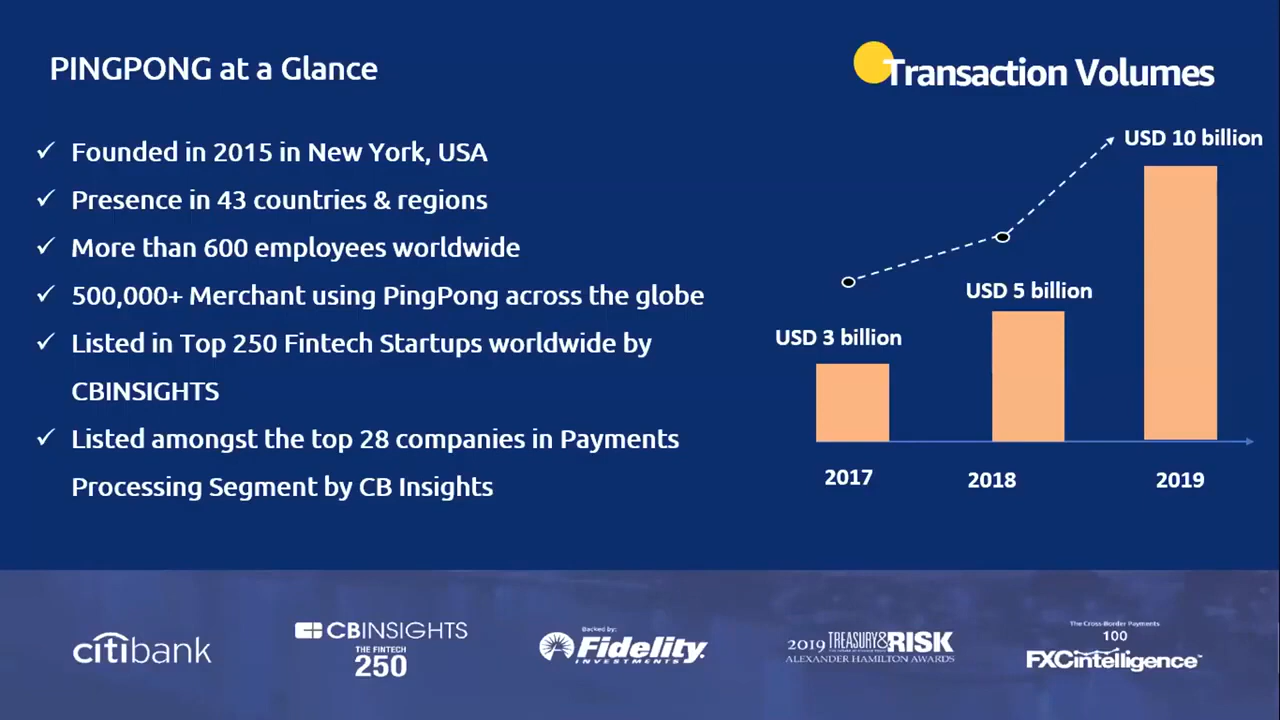 PINGPONG at a Glance
Founded in 2015 in New York, USA
Presence in 43 countries & regions
More than 600 employees worldwide
500,000+ Merchant using PingPong across the globe
Listed in Top 250 Fintech Startups worldwide by
CBINSIGHTS
Listed amongst the top 28 companies in Payments
Processing Segment by CB Insights
Transaction Volumes
USD 10 billion
USD 5 billion
USD 3 billion
2017
2018
2019
citibank
CBINSIGHTS
THE FINTECH
250
Backed by:
Fidelity
INVESTMENTS
2019 TREASURY&RISK
ALEXANDER HAMILTON AWARDS
The Cross-Border Payments
100
FXCintelligence™